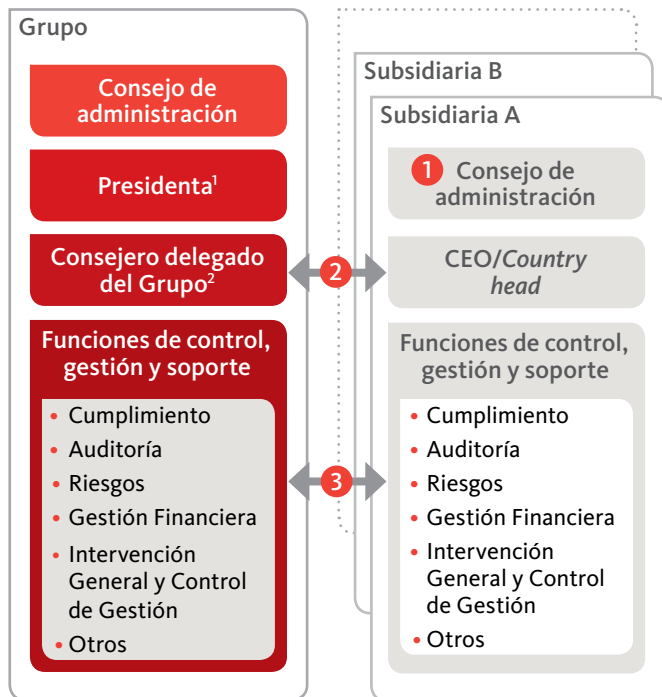 Grupo
Consejo de
administración
Presidenta¹
Consejero delegado
del Grupo²
Funciones de control,
gestión y soporte
• Cumplimiento
• Auditoría
• Riesgos
• Gestión Financiera
• Intervención
General y Control
de Gestión
• Otros
2
3
Subsidiaria B
Subsidiaria A
1 Consejo de
administración
CEO/Country
head
Funciones de control,
gestión y soporte
• Cumplimiento
• Auditoría
• Riesgos
• Gestión Financiera
• Intervención
General y Control
de Gestión
• Otros